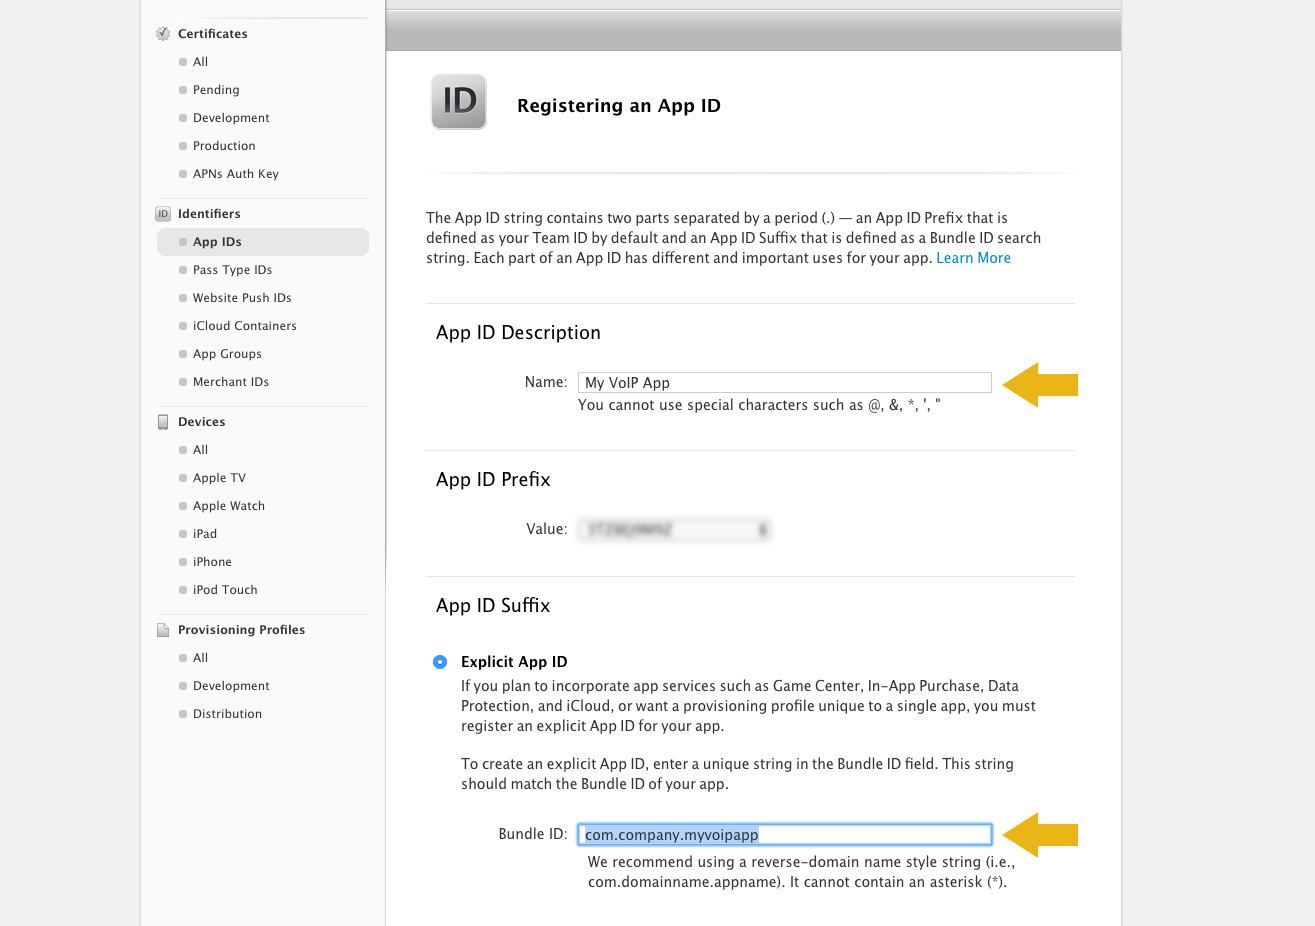 Certificates
All
Pending
Development
Production
APNs Auth Key
ID Identifiers
App IDs
Pass Type IDs
Website Push IDs
iCloud Containers
App Groups
Merchant IDs
Devices
All
Apple TV
Apple Watch
iPad
iPhone
iPod Touch
Provisioning Profiles
All
Development
Distribution
ID Registering an App ID
The App ID string contains two parts separated by a period (.) — an App ID Prefix that is
defined as your Team ID by default and an App ID Suffix that is defined as a Bundle ID search
string. Each part of an App ID has different and important uses for your app. Learn More
App ID Description
Name: My VoIP App
You cannot use special characters such as @, &, *, ', "
App ID Prefix
Value:
App ID Suffix
Explicit App ID
If you plan to incorporate app services such as Game Center, In-App Purchase, Data
Protection, and iCloud, or want a provisioning profile unique to a single app, you must
register an explicit App ID for your app.
To create an explicit App ID, enter a unique string in the Bundle ID field. This string
should match the Bundle ID of your app.
Bundle ID: com.company.myvoipapp
We recommend using a reverse-domain name style string (i.e.,
com.domainname.appname). It cannot contain an asterisk (*).